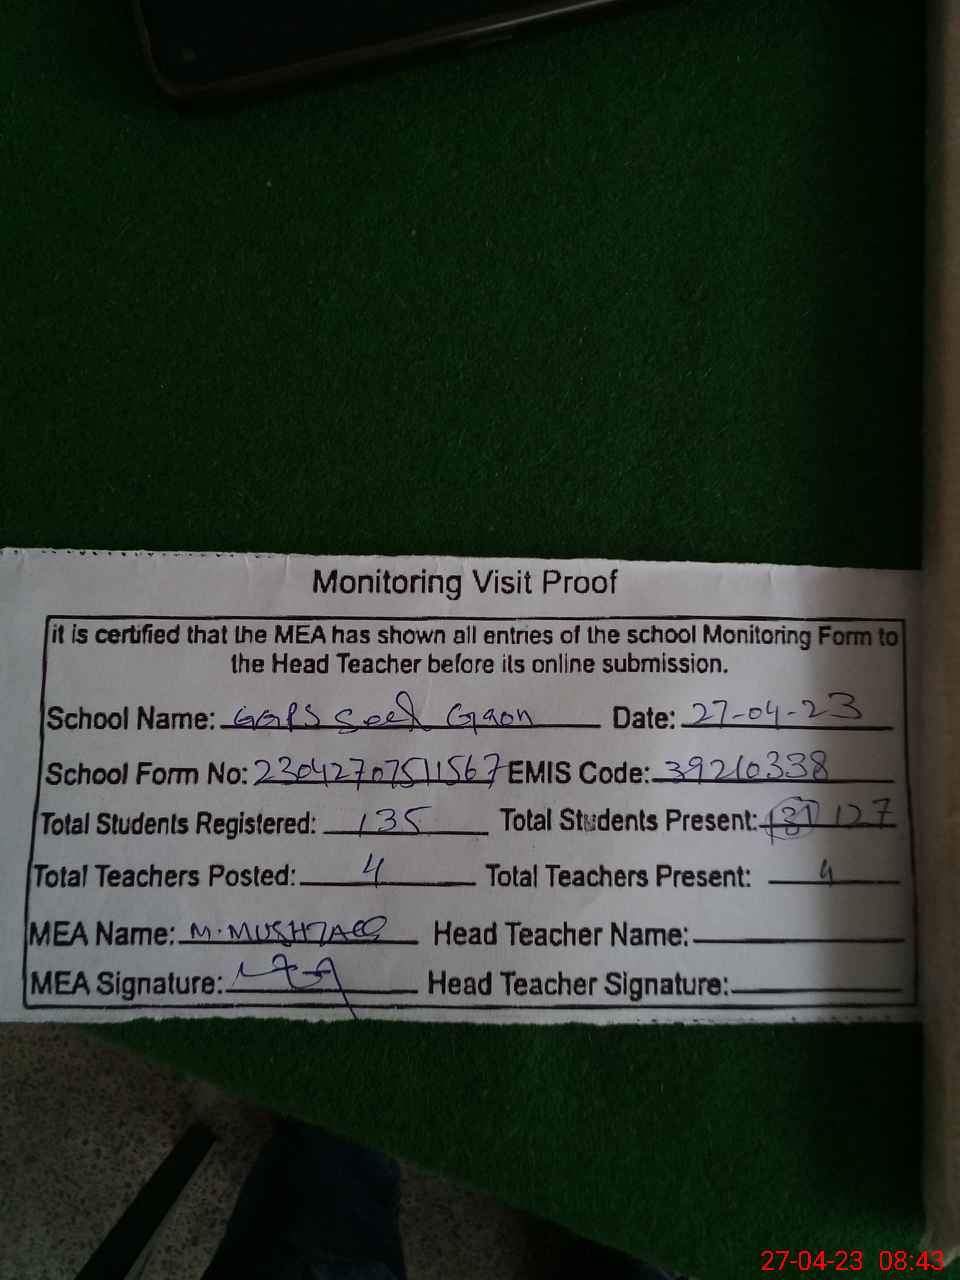 Monitoring Visit Proof
it is certified that the MEA has shown all entries of the school Monitoring Form to
the Head Teacher before its online submission.
School Name: GGPS Seed Gaon Date: 27-04-23
School Form No: 23042707511567 EMIS Code: 39210338
Total Students Registered: 135 Total Students Present: 127
Total Teachers Posted: 4 Total Teachers Present: 4
MEA Name: M. MUSHTAQ Head Teacher Name:
MEA Signature: Head Teacher Signature:
27-04-23 08:43